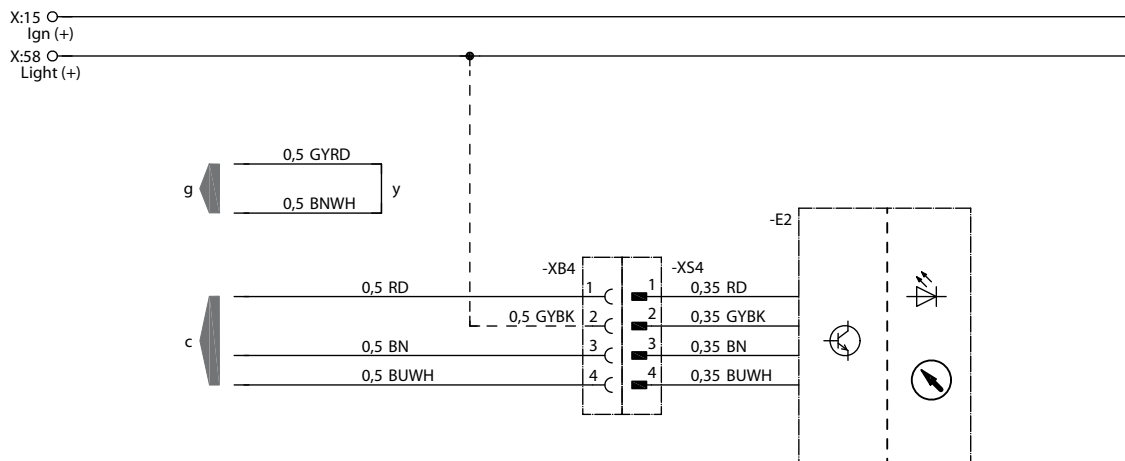 X:15
Ign (+)
X:58
Light (+)
0,5 GYRD
g
y
0,5 BNWH
-E2
-XB4
-XS4
0,5 RD
1
1
0,35 RD
0,5 GYBK
2
2
0,35 GYBK
c
0,5 BN
3
3
0,35 BN
0,5 BUWH
4
4
0,35 BUWH